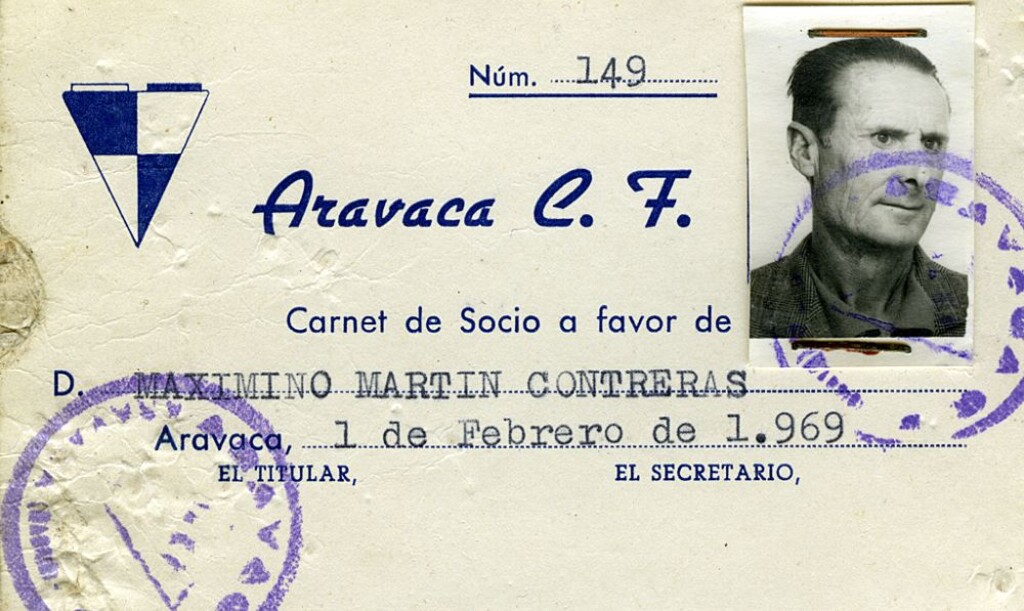 Núm. 149
Aravaca C. F.
Carnet de Socio a favor de
D. MAXIMINO MARTIN CONTRERAS
Aravaca, 1 de Febrero de 1.969
EL TITULAR, EL SECRETARIO,